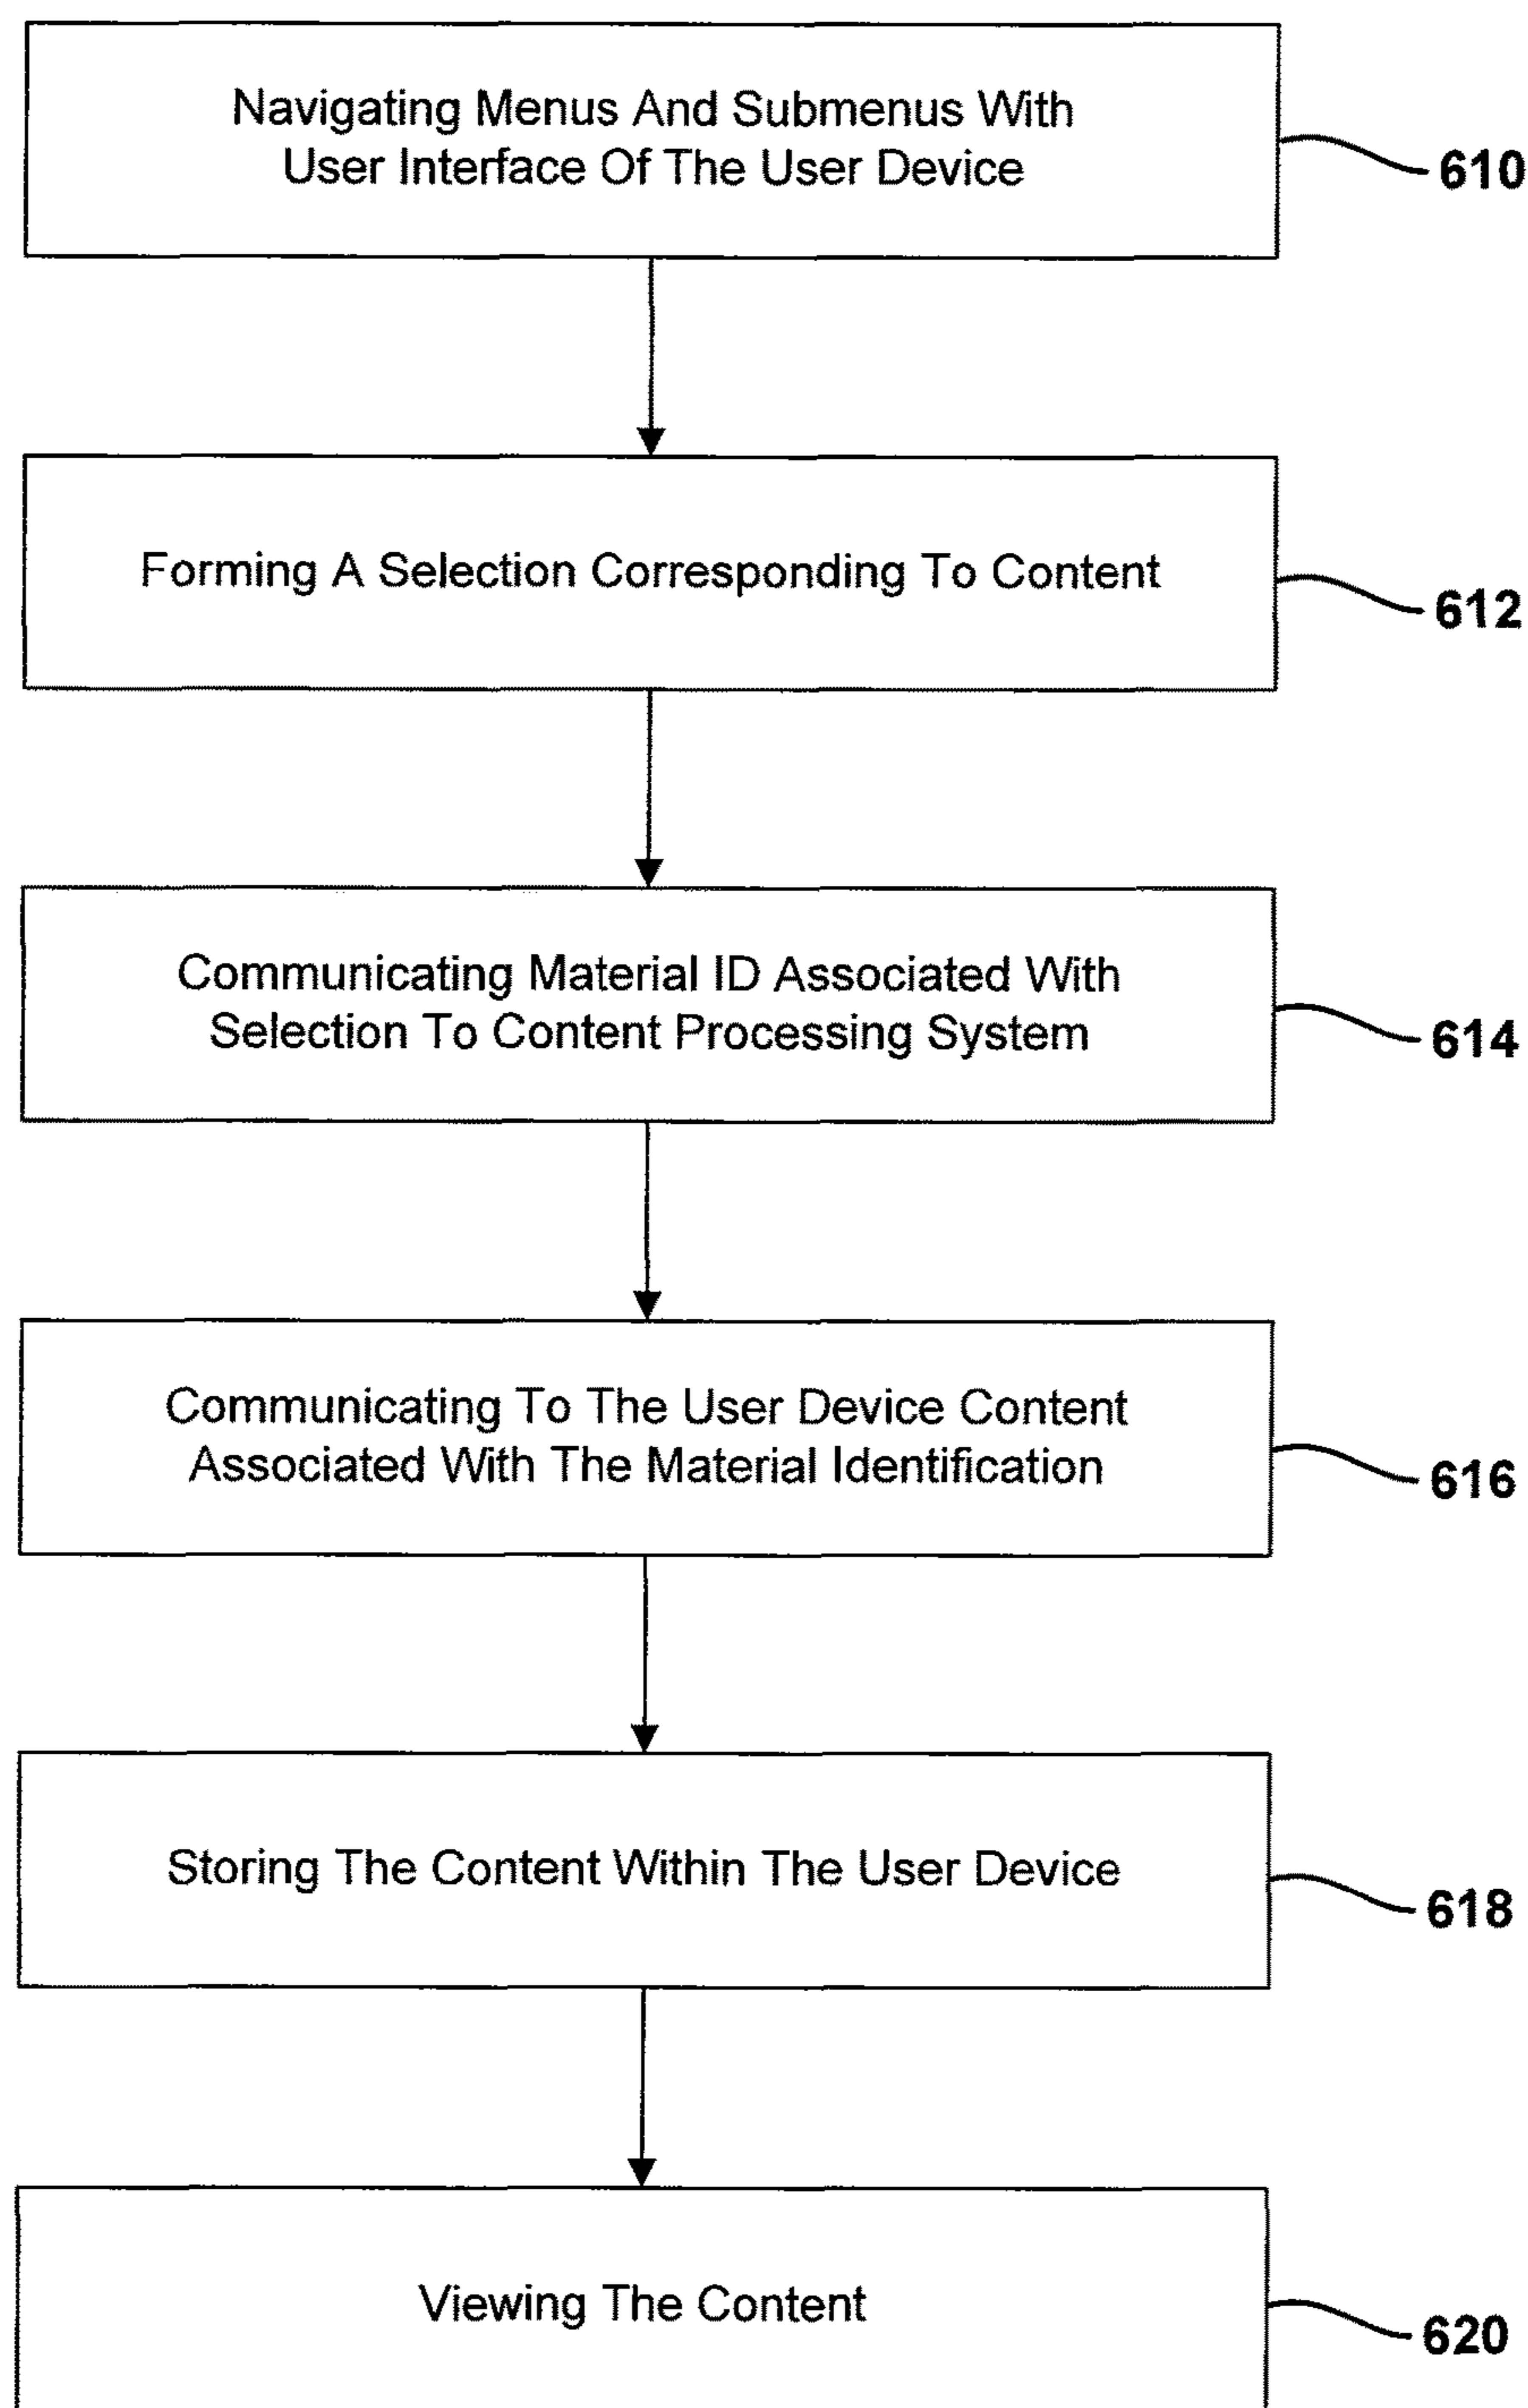 Navigating Menus And Submenus With
User Interface Of The User Device
610
Forming A Selection Corresponding To Content
612
Communicating Material ID Associated With
Selection To Content Processing System
614
Communicating To The User Device Content
Associated With The Material Identification
616
Storing The Content Within The User Device
618
Viewing The Content
620